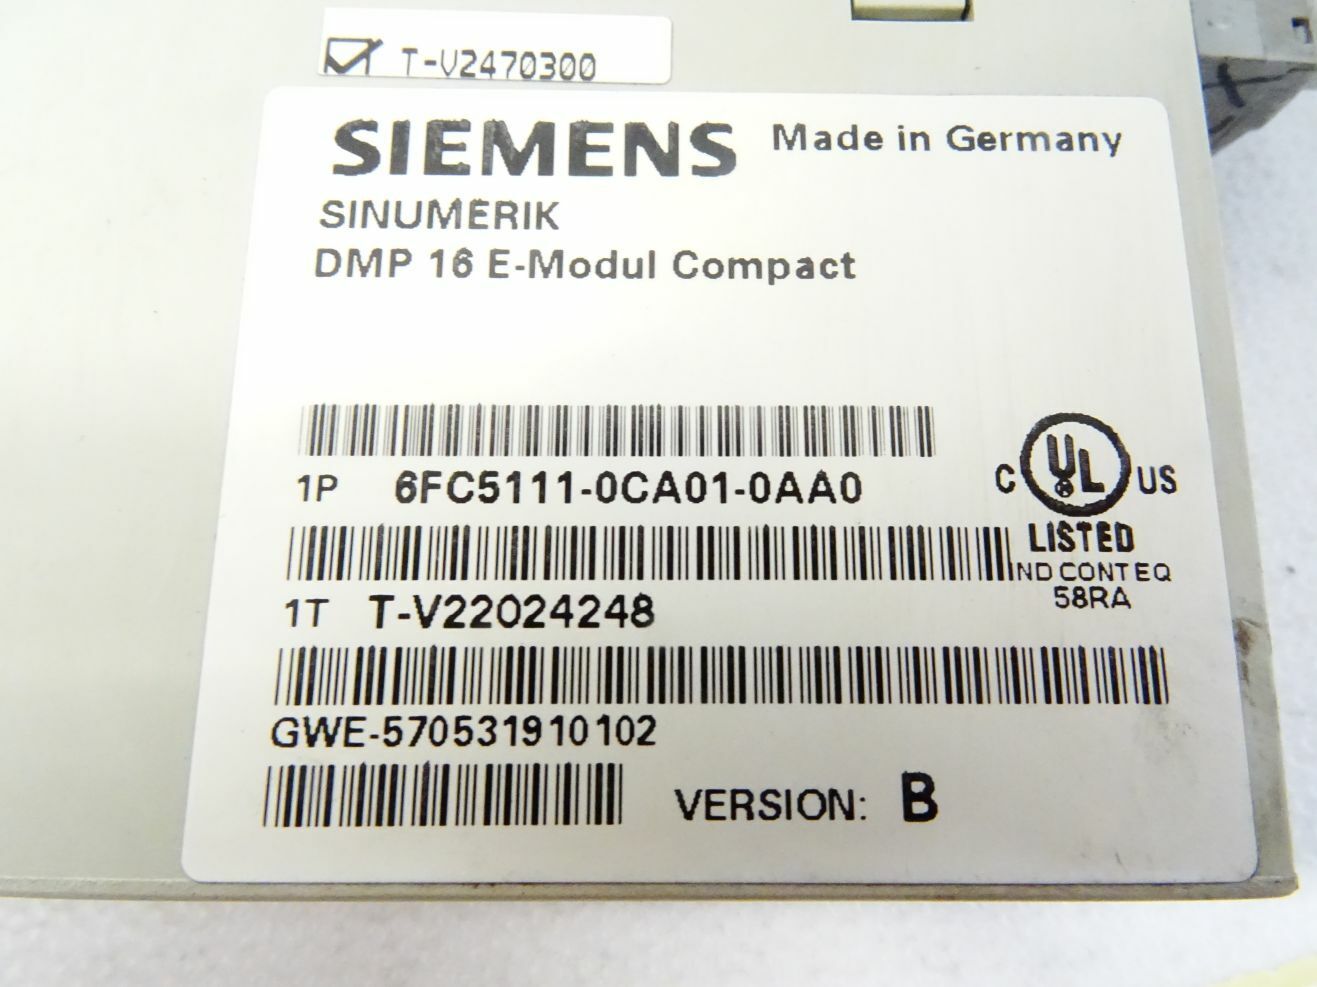 T-V2470300
SIEMENS Made in Germany
SINUMERIK
DMP 16 E-Modul Compact
1P 6FC5111-0CA01-0AA0
C UL US
LISTED
IND CONT EQ
58RA
1T T-V22024248
GWE-570531910102
VERSION: B